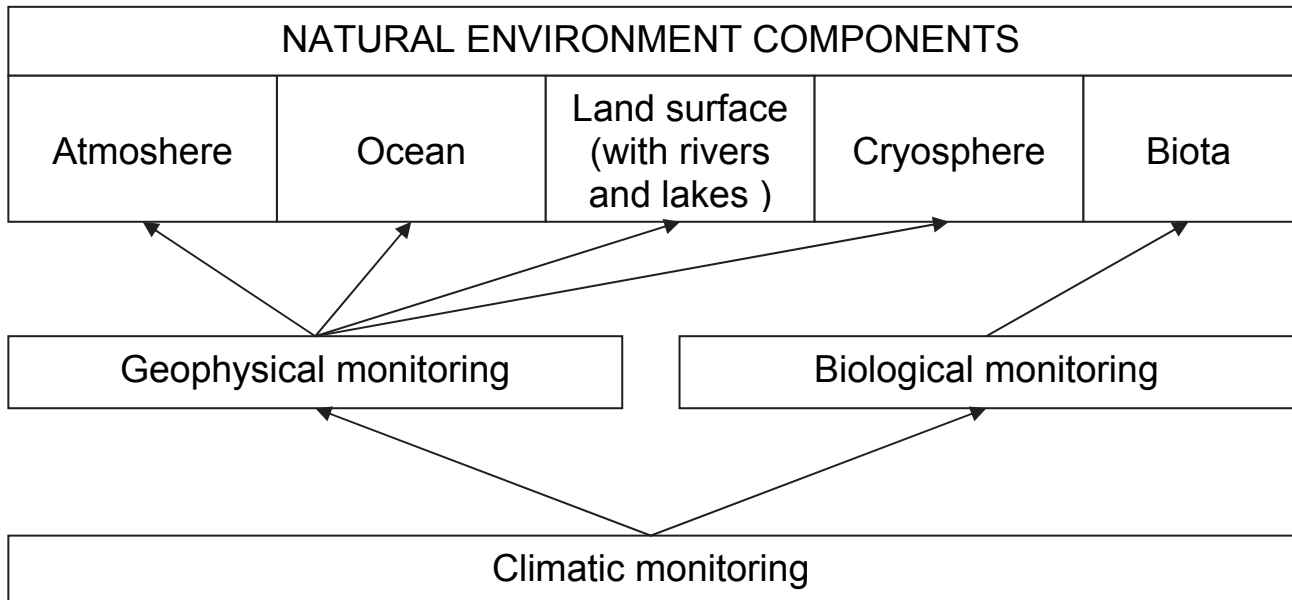 NATURAL ENVIRONMENT COMPONENTS
Atmoshere
Ocean
Land surface
(with rivers
and lakes )
Cryosphere
Biota
Geophysical monitoring
Biological monitoring
Climatic monitoring